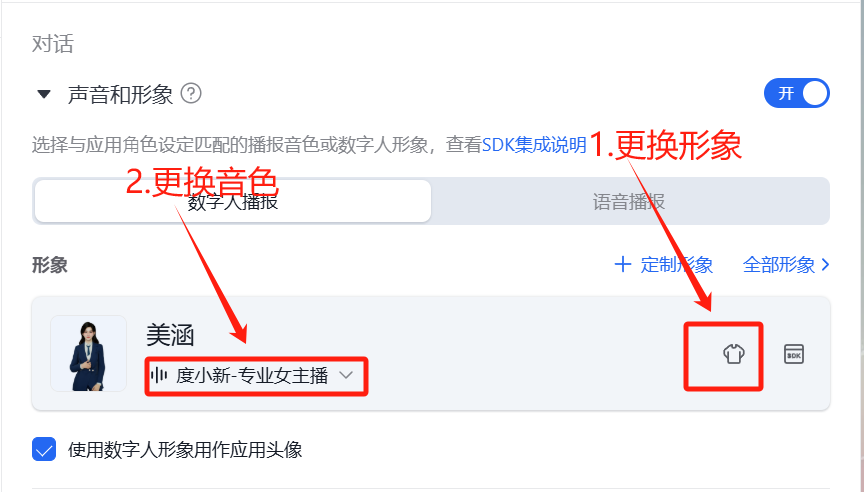 对话
声音和形象 ?
开
选择与应用角色设定匹配的播报音色或数字人形象，查看SDK集成说明
1.更换形象
2.更换音色
数字人播报
语音播报
形象
+ 定制形象
全部形象 >
美涵
度小新-专业女主播
SDK
使用数字人形象用作应用头像